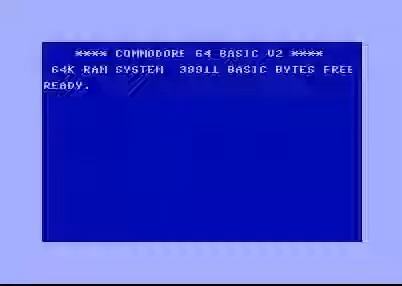 **** COMMODORE 64 BASIC V2 ****
64K RAM SYSTEM 38911 BASIC BYTES FREE
READY.